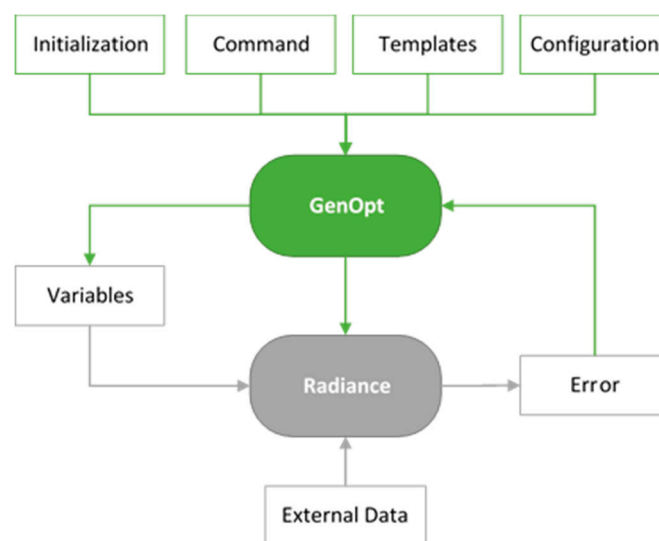 Initialization
Command
Templates
Configuration
GenOpt
Variables
Radiance
Error
External Data